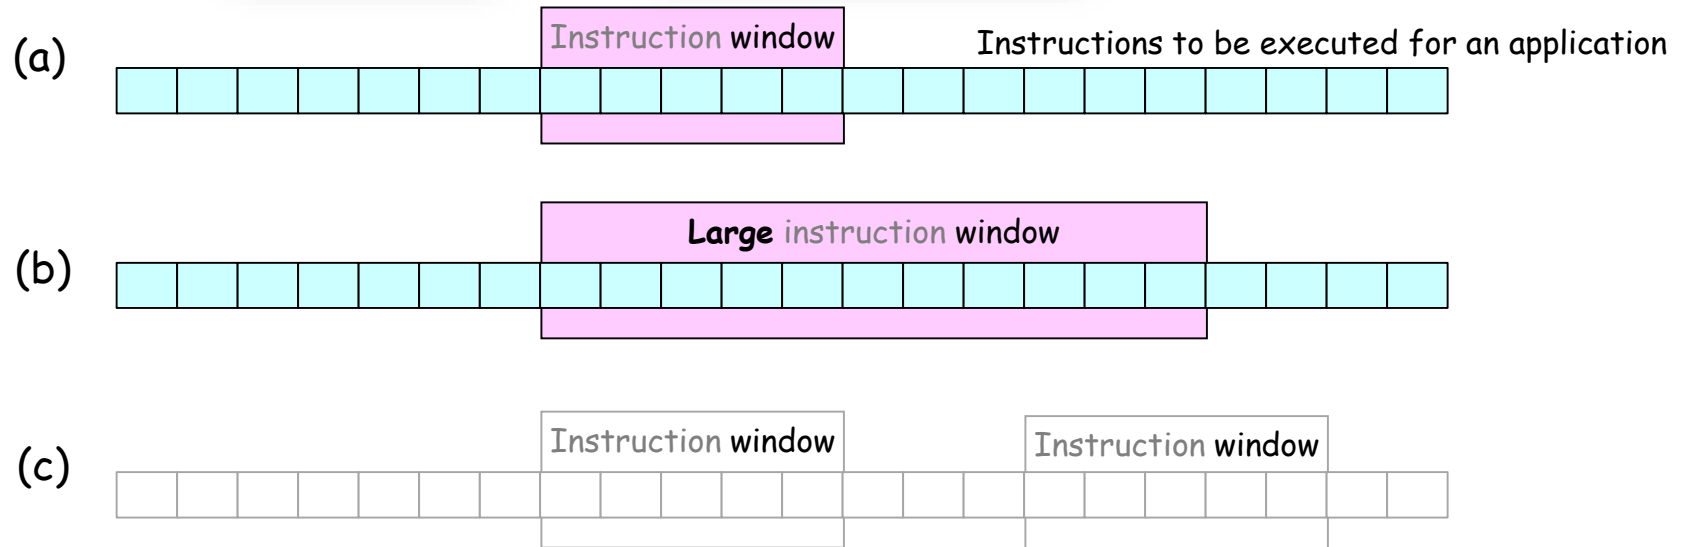 (a)
Instruction window
Instructions to be executed for an application
(b)
Large instruction window
(c)
Instruction window
Instruction window